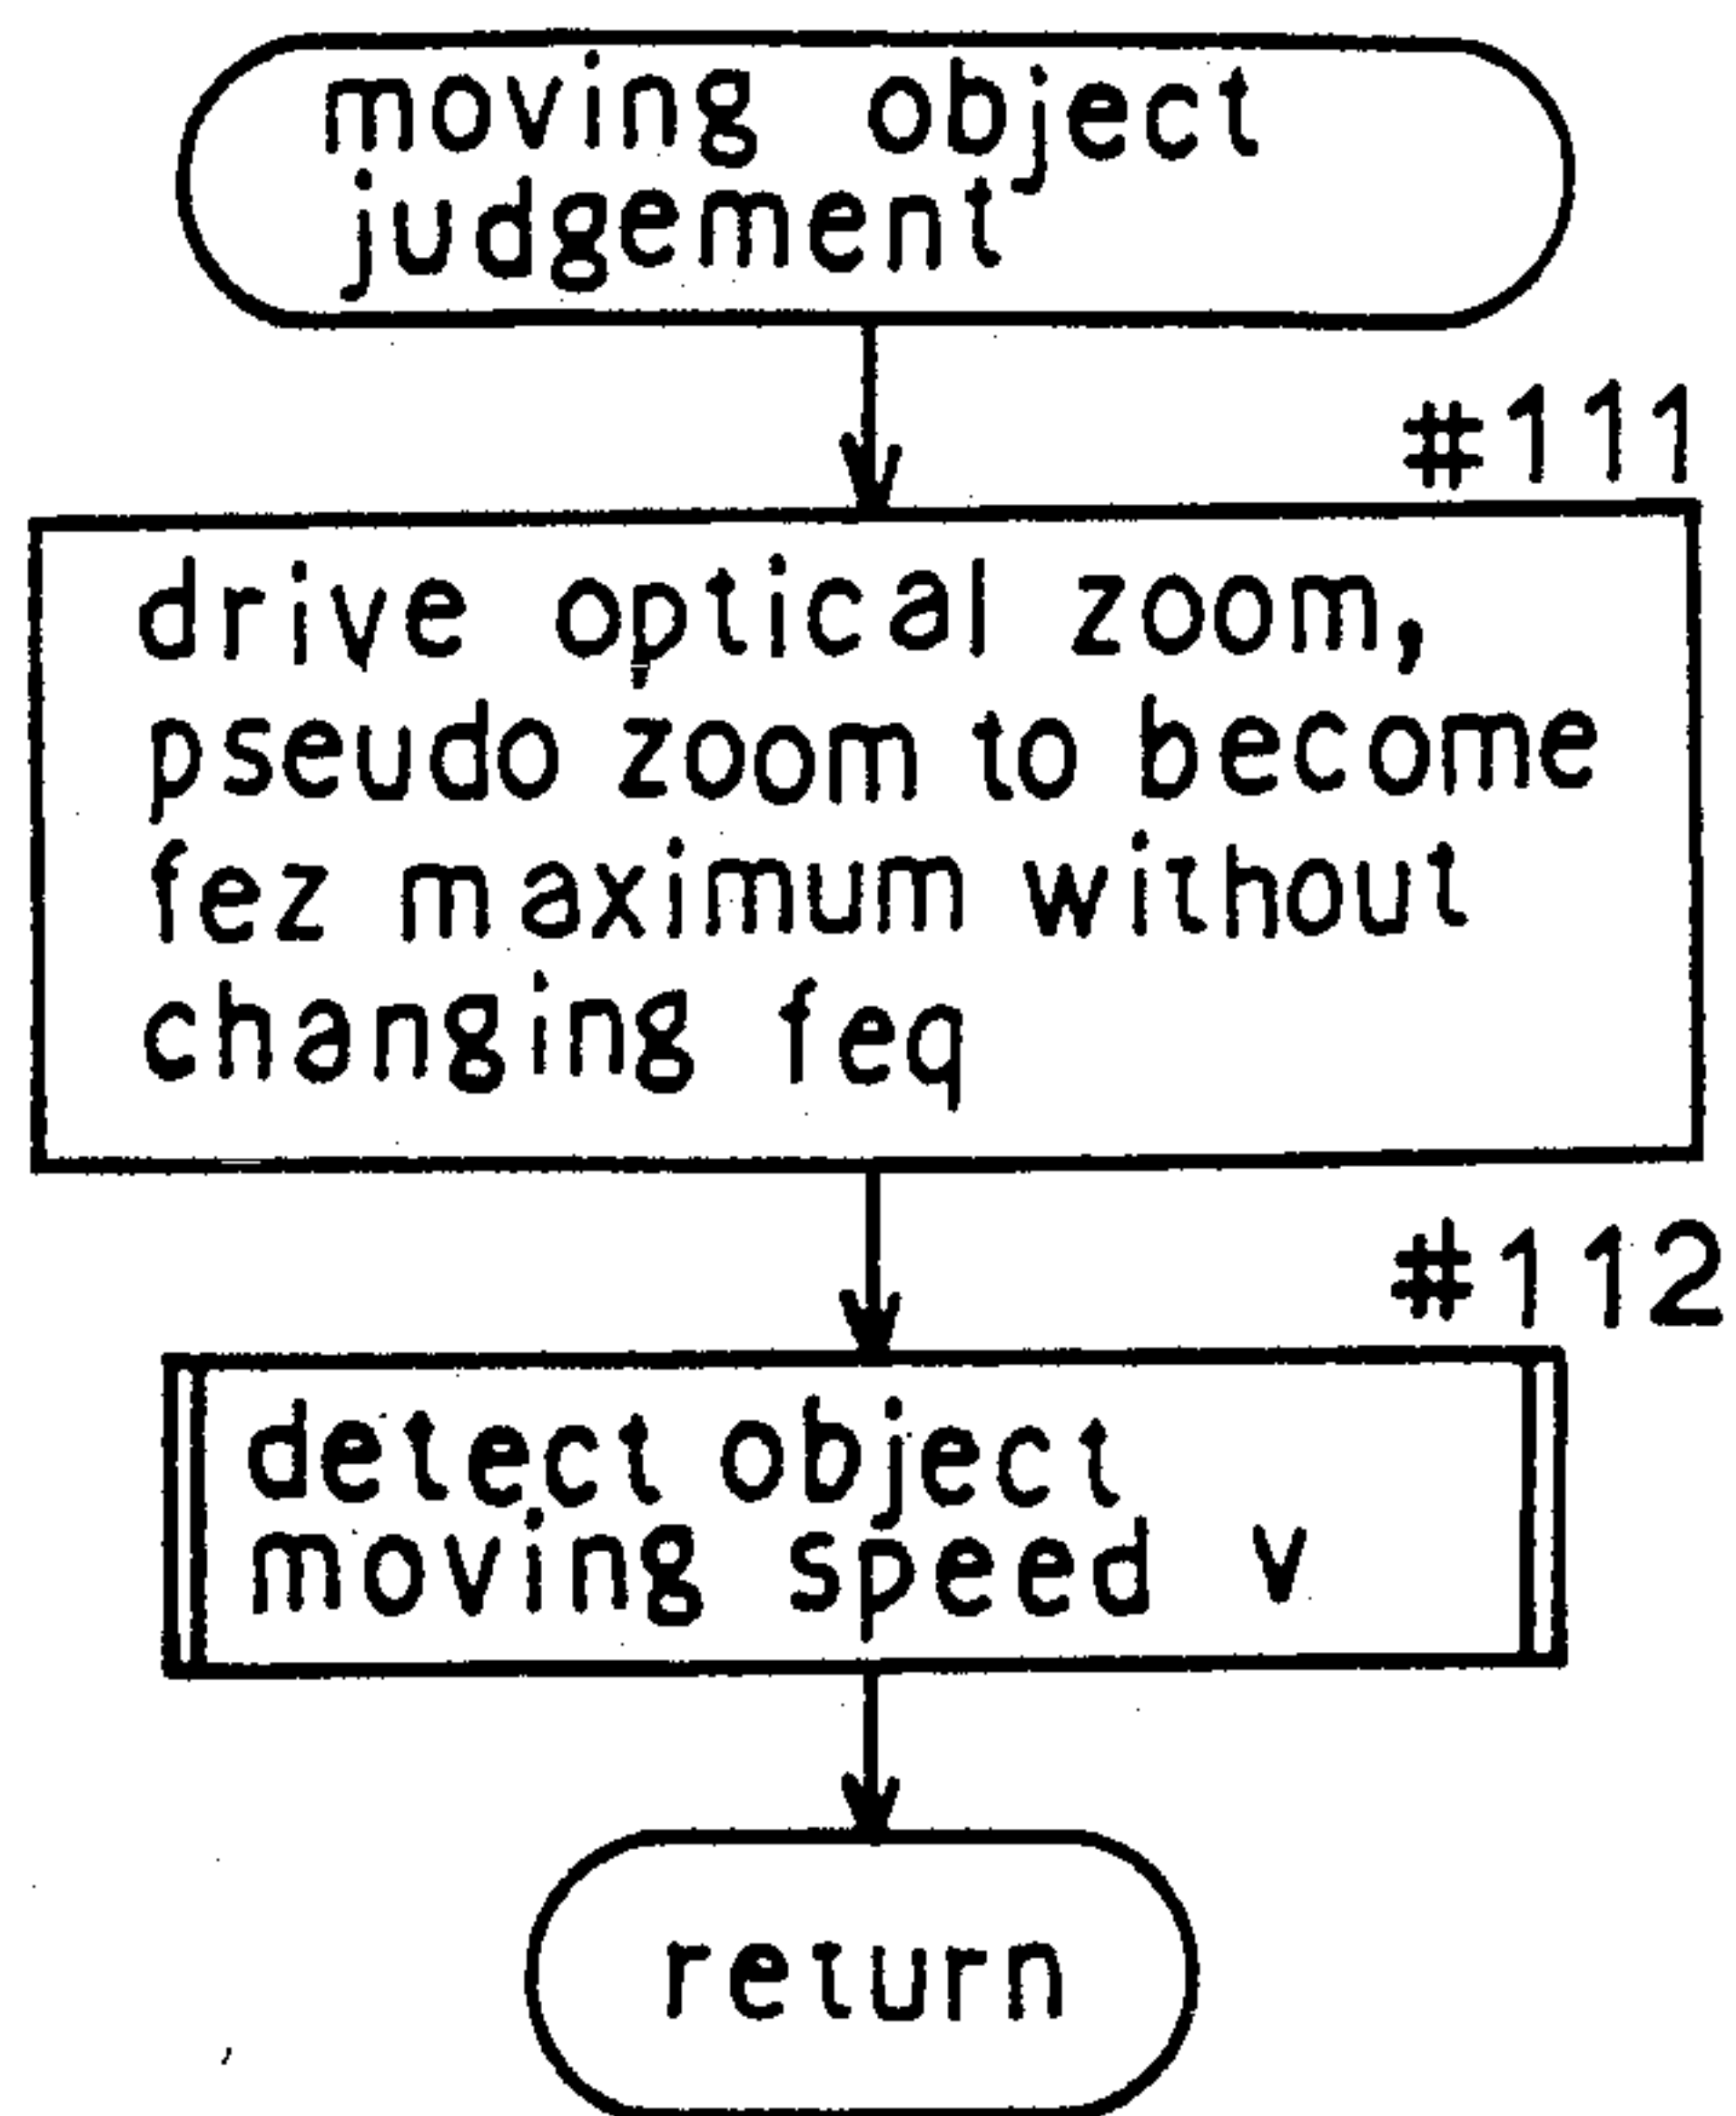 moving object
judgement
#111
drive optical zoom,
pseudo zoom to become
fez maximum without
changing feq
#112
detect object
moving speed v
return